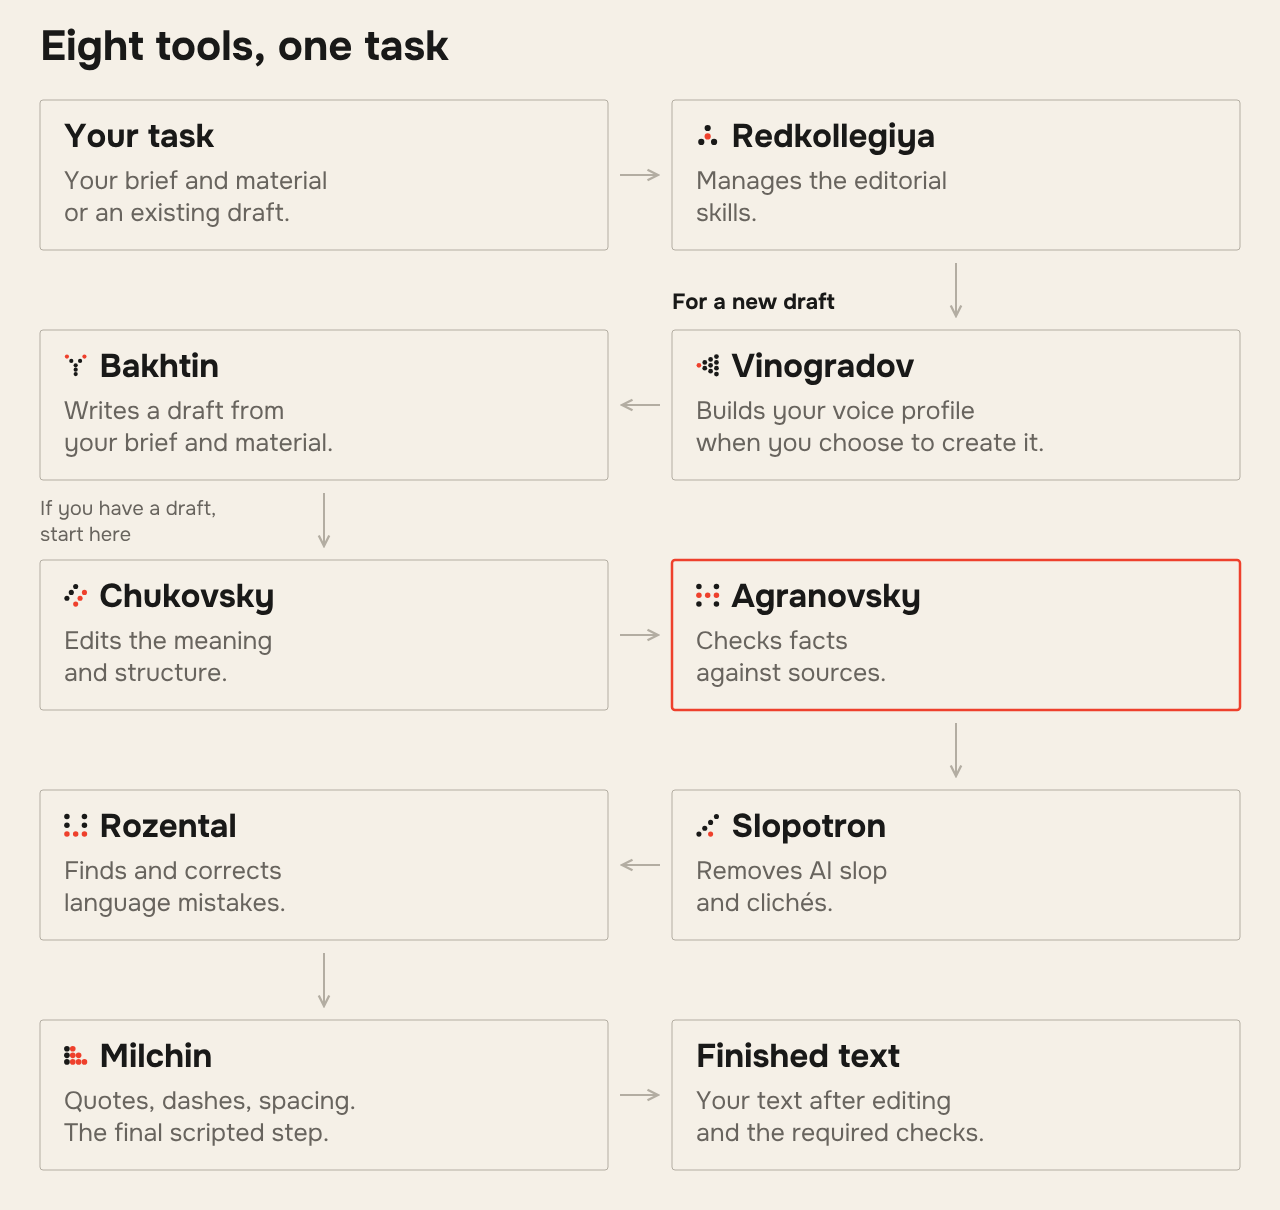 Eight tools, one task
Your task
Your brief and material
or an existing draft.
Redkollegiya
Manages the editorial
skills.
For a new draft
Vinogradov
Builds your voice profile
when you choose to create it.
Bakhtin
Writes a draft from
your brief and material.
If you have a draft,
start here
Chukovsky
Edits the meaning
and structure.
Agranovsky
Checks facts
against sources.
Slopotron
Removes AI slop
and clichés.
Rozental
Finds and corrects
language mistakes.
Milchin
Quotes, dashes, spacing.
The final scripted step.
Finished text
Your text after editing
and the required checks.